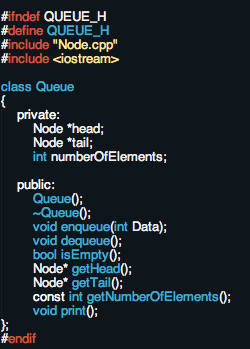 #ifndef QUEUE_H
#define QUEUE_H
#include "Node.cpp"
#include <iostream>
class Queue
{
private:
Node *head;
Node *tail;
int numberOfElements;
public:
Queue();
~Queue();
void enqueue(int Data);
void dequeue();
bool isEmpty();
Node* getHead();
Node* getTail();
const int getNumberOfElements();
void print();
};
#endif